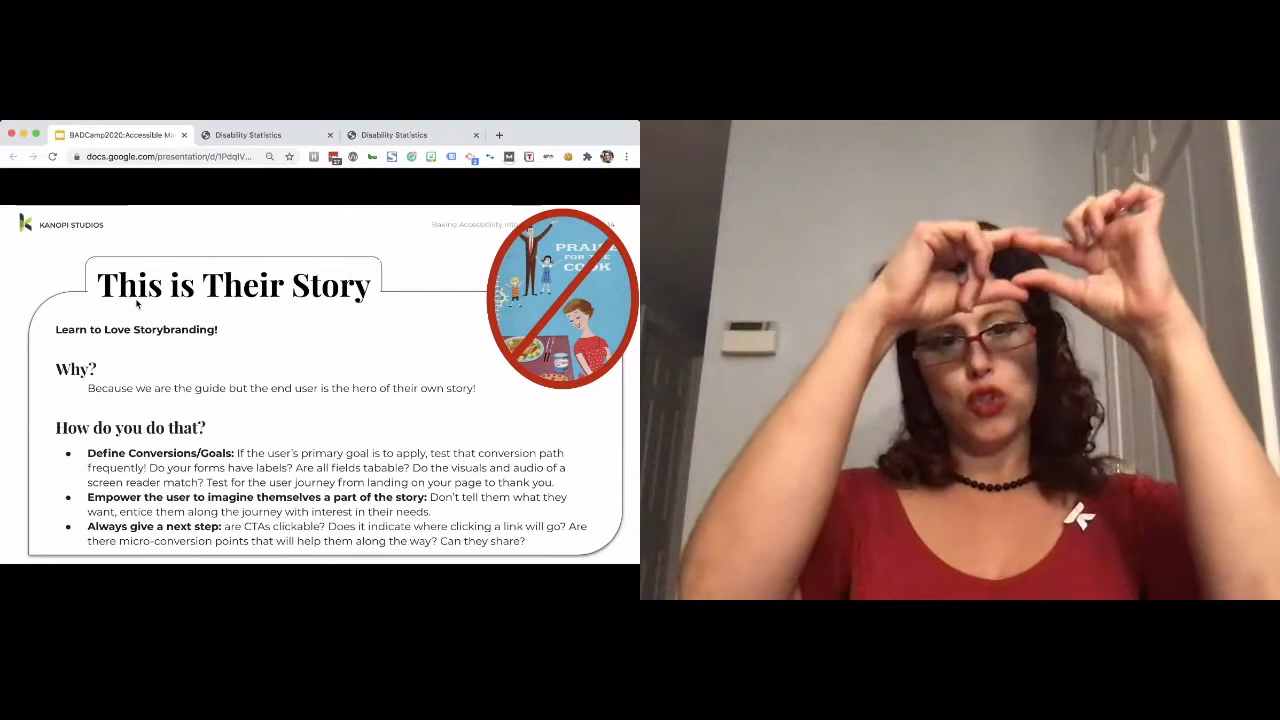 BADCamp2020:Accessible Ma
Disability Statistics
Disability Statistics
docs.google.com/presentation/d/1PdqIV...
KANOPI STUDIOS
Baking Accessibility into
PRAISE
FOR THE
COOK
This is Their Story
Learn to Love Storybranding!
Why?
Because we are the guide but the end user is the hero of their own story!
How do you do that?
● Define Conversions/Goals: If the user's primary goal is to apply, test that conversion path
frequently! Do your forms have labels? Are all fields tabable? Do the visuals and audio of a
screen reader match? Test for the user journey from landing on your page to thank you.
● Empower the user to imagine themselves a part of the story: Don't tell them what they
want, entice them along the journey with interest in their needs.
● Always give a next step: are CTAs clickable? Does it indicate where clicking a link will go? Are
there micro-conversion points that will help them along the way? Can they share?